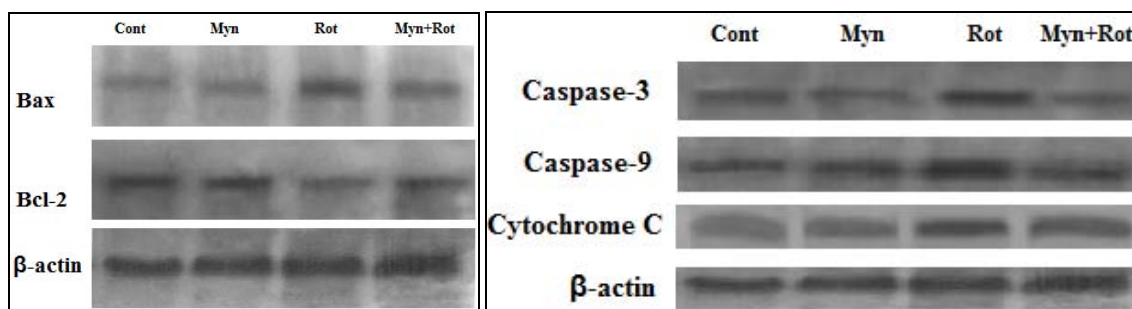 Cont Myn Rot Myn+Rot
Bax
Bcl-2
β-actin
Cont Myn Rot Myn+Rot
Caspase-3
Caspase-9
Cytochrome C
β-actin